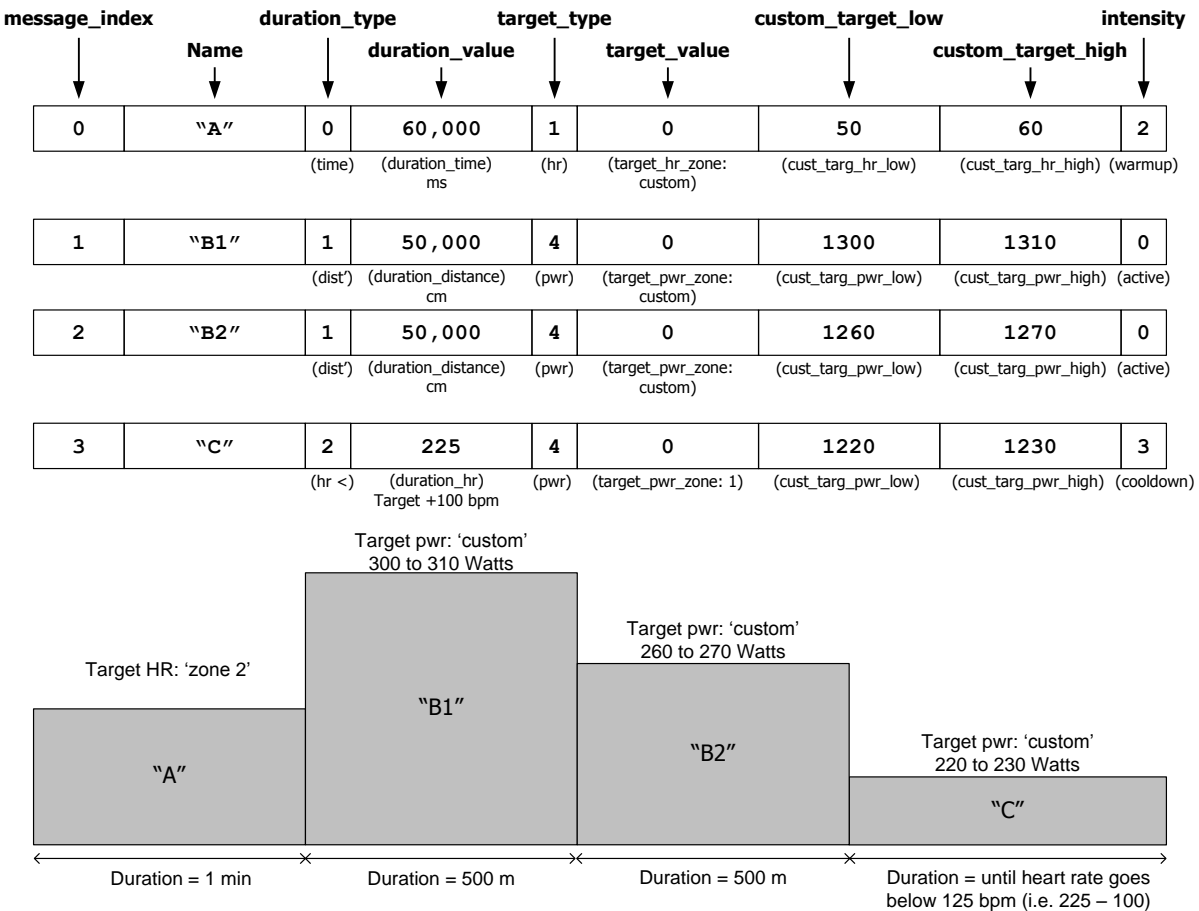 message_index duration_type target_type custom_target_low intensity
Name duration_value target_value custom_target_high
0 “A” 0 60,000 1 0 50 60 2
(time) (duration_time) (hr) (target_hr_zone: (cust_targ_hr_low) (cust_targ_hr_high) (warmup)
ms custom)
1 “B1” 1 50,000 4 0 1300 1310 0
(dist’) (duration_distance) (pwr) (target_pwr_zone: (cust_targ_pwr_low) (cust_targ_pwr_high) (active)
cm custom)
2 “B2” 1 50,000 4 0 1260 1270 0
(dist’) (duration_distance) (pwr) (target_pwr_zone: (cust_targ_pwr_low) (cust_targ_pwr_high) (active)
cm custom)
3 “C” 2 225 4 0 1220 1230 3
(hr <) (duration_hr) (pwr) (target_pwr_zone: 1) (cust_targ_pwr_low) (cust_targ_pwr_high) (cooldown)
Target +100 bpm
Target pwr: ‘custom’
300 to 310 Watts
Target pwr: ‘custom’
260 to 270 Watts
Target HR: ‘zone 2’
“B1”
Target pwr: ‘custom’
220 to 230 Watts
“B2”
“A”
“C”
Duration = 1 min
Duration = 500 m
Duration = 500 m
Duration = until heart rate goes
below 125 bpm (i.e. 225 – 100)